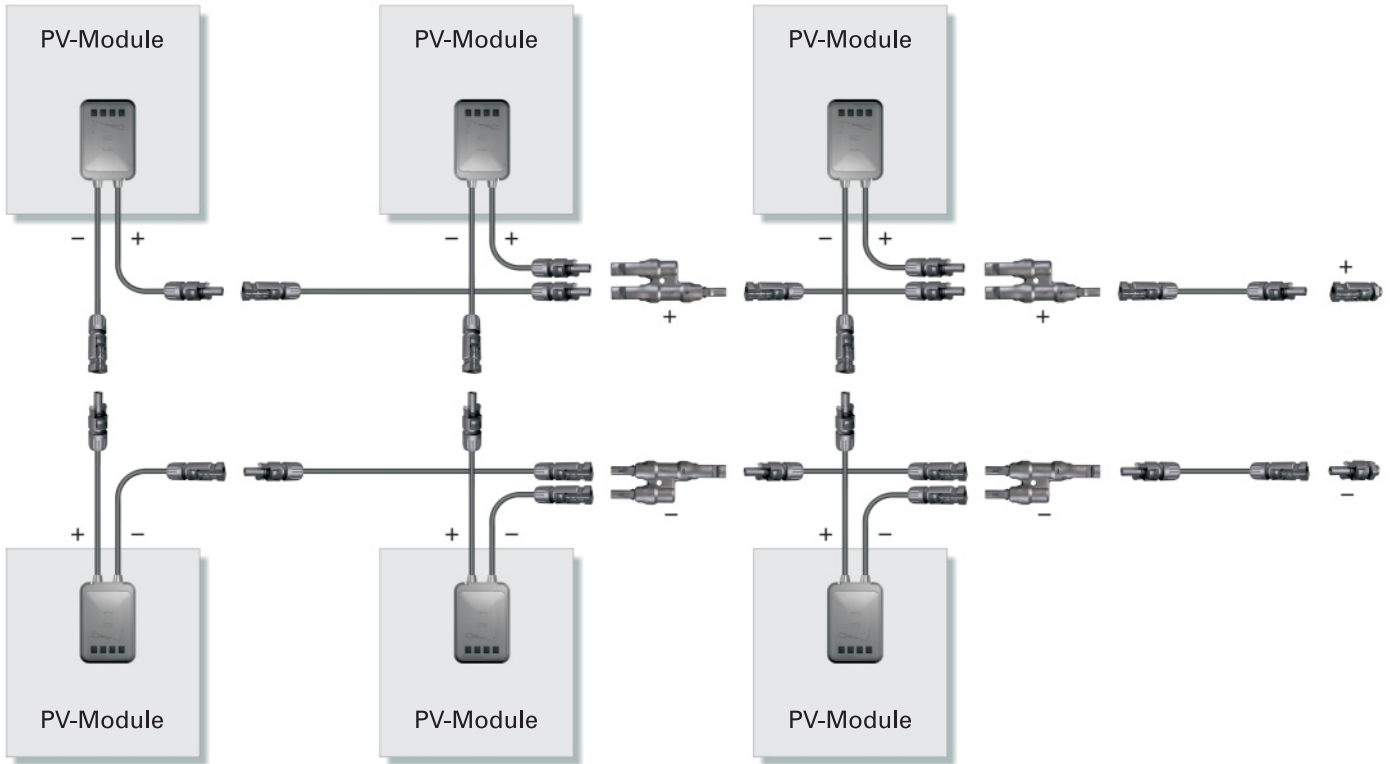 PV-Module PV-Module PV-Module
− + − + − + +
+ +
− − −
+ − + − + −
PV-Module PV-Module PV-Module